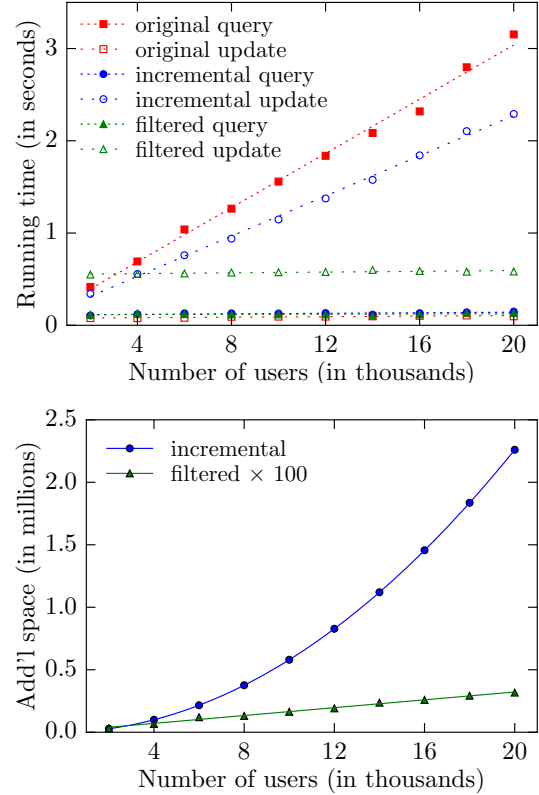 original query
original update
incremental query
incremental update
filtered query
filtered update
Running time (in seconds)
3
2
1
0
4 8 12 16 20
Number of users (in thousands)
incremental
filtered × 100
Add'l space (in millions)
2.5
2.0
1.5
1.0
0.5
0.0
4 8 12 16 20
Number of users (in thousands)